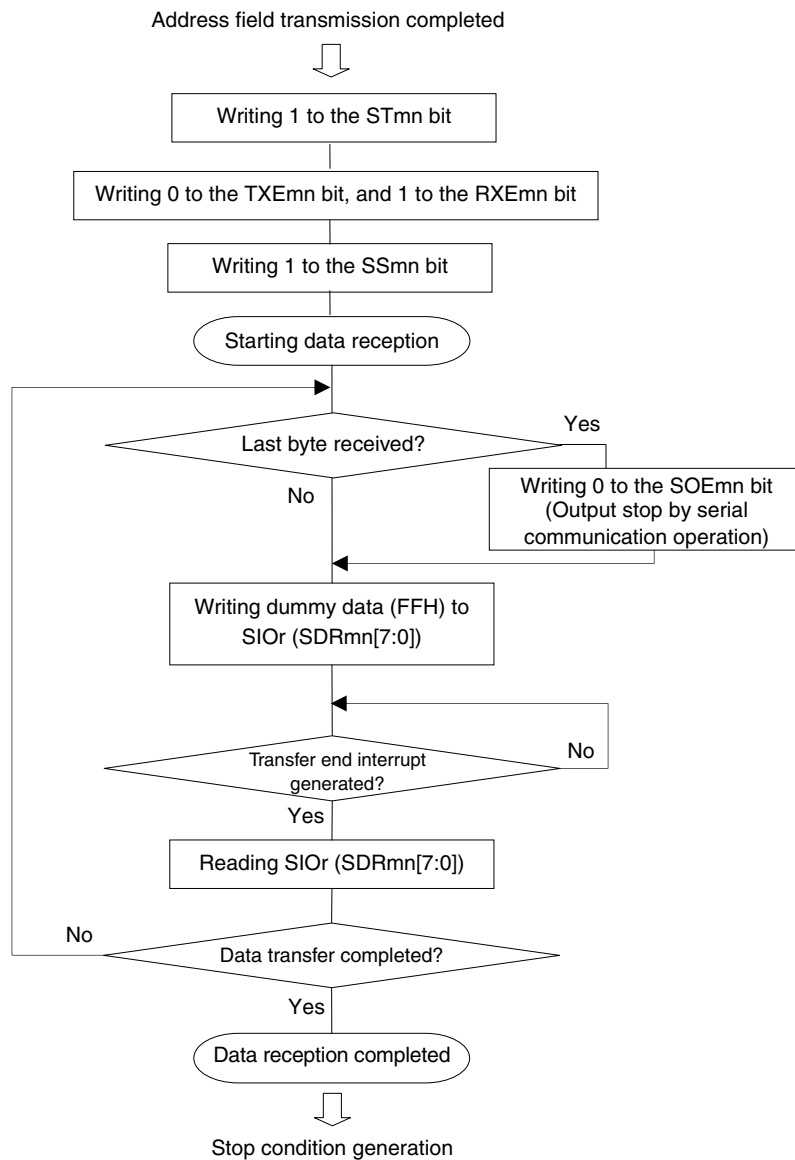 Address field transmission completed
Writing 1 to the STmn bit
Writing 0 to the TXEmn bit, and 1 to the RXEmn bit
Writing 1 to the SSmn bit
Starting data reception
Last byte received?
Yes
No
Writing 0 to the SOEmn bit
(Output stop by serial
communication operation)
Writing dummy data (FFH) to
SIOr (SDRmn[7:0])
Transfer end interrupt
generated?
No
Yes
Reading SIOr (SDRmn[7:0])
No
Data transfer completed?
Yes
Data reception completed
Stop condition generation